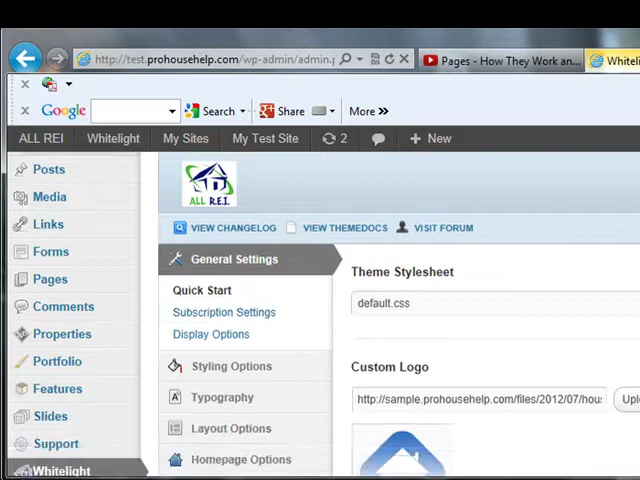 http://test.prohousehelp.com/wp-admin/admin.p
Pages - How They Work an...
Whiteli
Google
Search
Share
More »
ALL REI
Whitelight
My Sites
My Test Site
2
+ New
Posts
Media
Links
Forms
Pages
Comments
Properties
Portfolio
Features
Slides
Support
Whitelight
ALL R.E.I.
VIEW CHANGELOG
VIEW THEMEDOCS
VISIT FORUM
General Settings
Quick Start
Subscription Settings
Display Options
Styling Options
Typography
Layout Options
Homepage Options
Theme Stylesheet
default.css
Custom Logo
http://sample.prohousehelp.com/files/2012/07/hou
Uplo